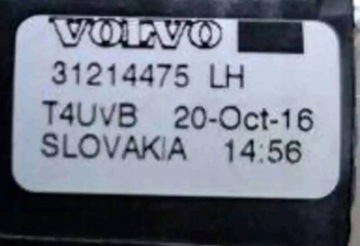 VOLVO
31214475 LH
T4UVB 20-Oct-16
SLOVAKIA 14:56